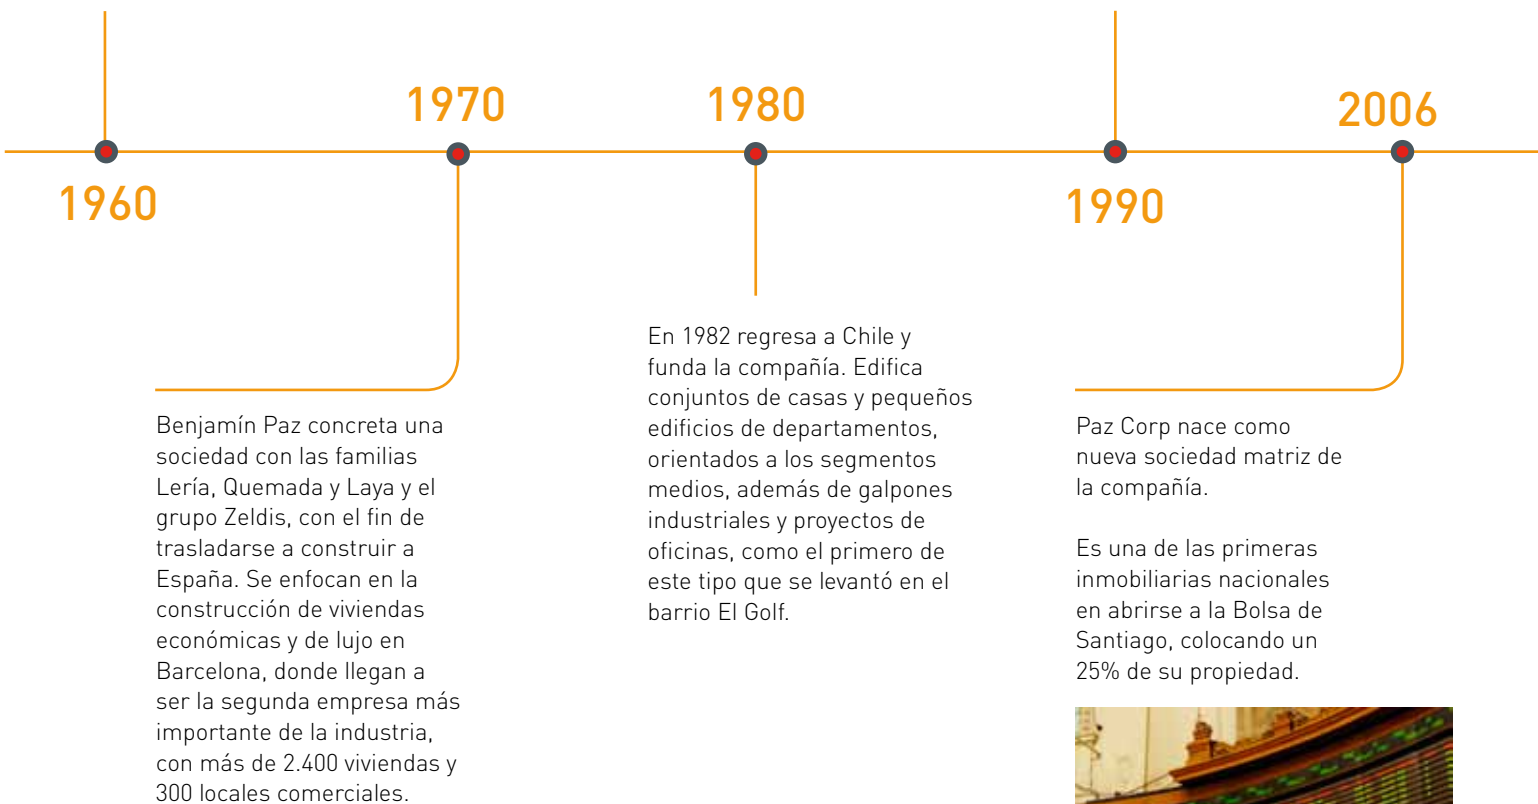 1970
1980
2006
1960
1990
Benjamín Paz concreta una
sociedad con las familias
Lería, Quemada y Laya y el
grupo Zeldis, con el fin de
trasladarse a construir a
España. Se enfocan en la
construcción de viviendas
económicas y de lujo en
Barcelona, donde llegan a
ser la segunda empresa más
importante de la industria,
con más de 2.400 viviendas y
300 locales comerciales.
En 1982 regresa a Chile y
funda la compañía. Edifica
conjuntos de casas y pequeños
edificios de departamentos,
orientados a los segmentos
medios, además de galpones
industriales y proyectos de
oficinas, como el primero de
este tipo que se levantó en el
barrio El Golf.
Paz Corp nace como
nueva sociedad matriz de
la compañía.
Es una de las primeras
inmobiliarias nacionales
en abrirse a la Bolsa de
Santiago, colocando un
25% de su propiedad.